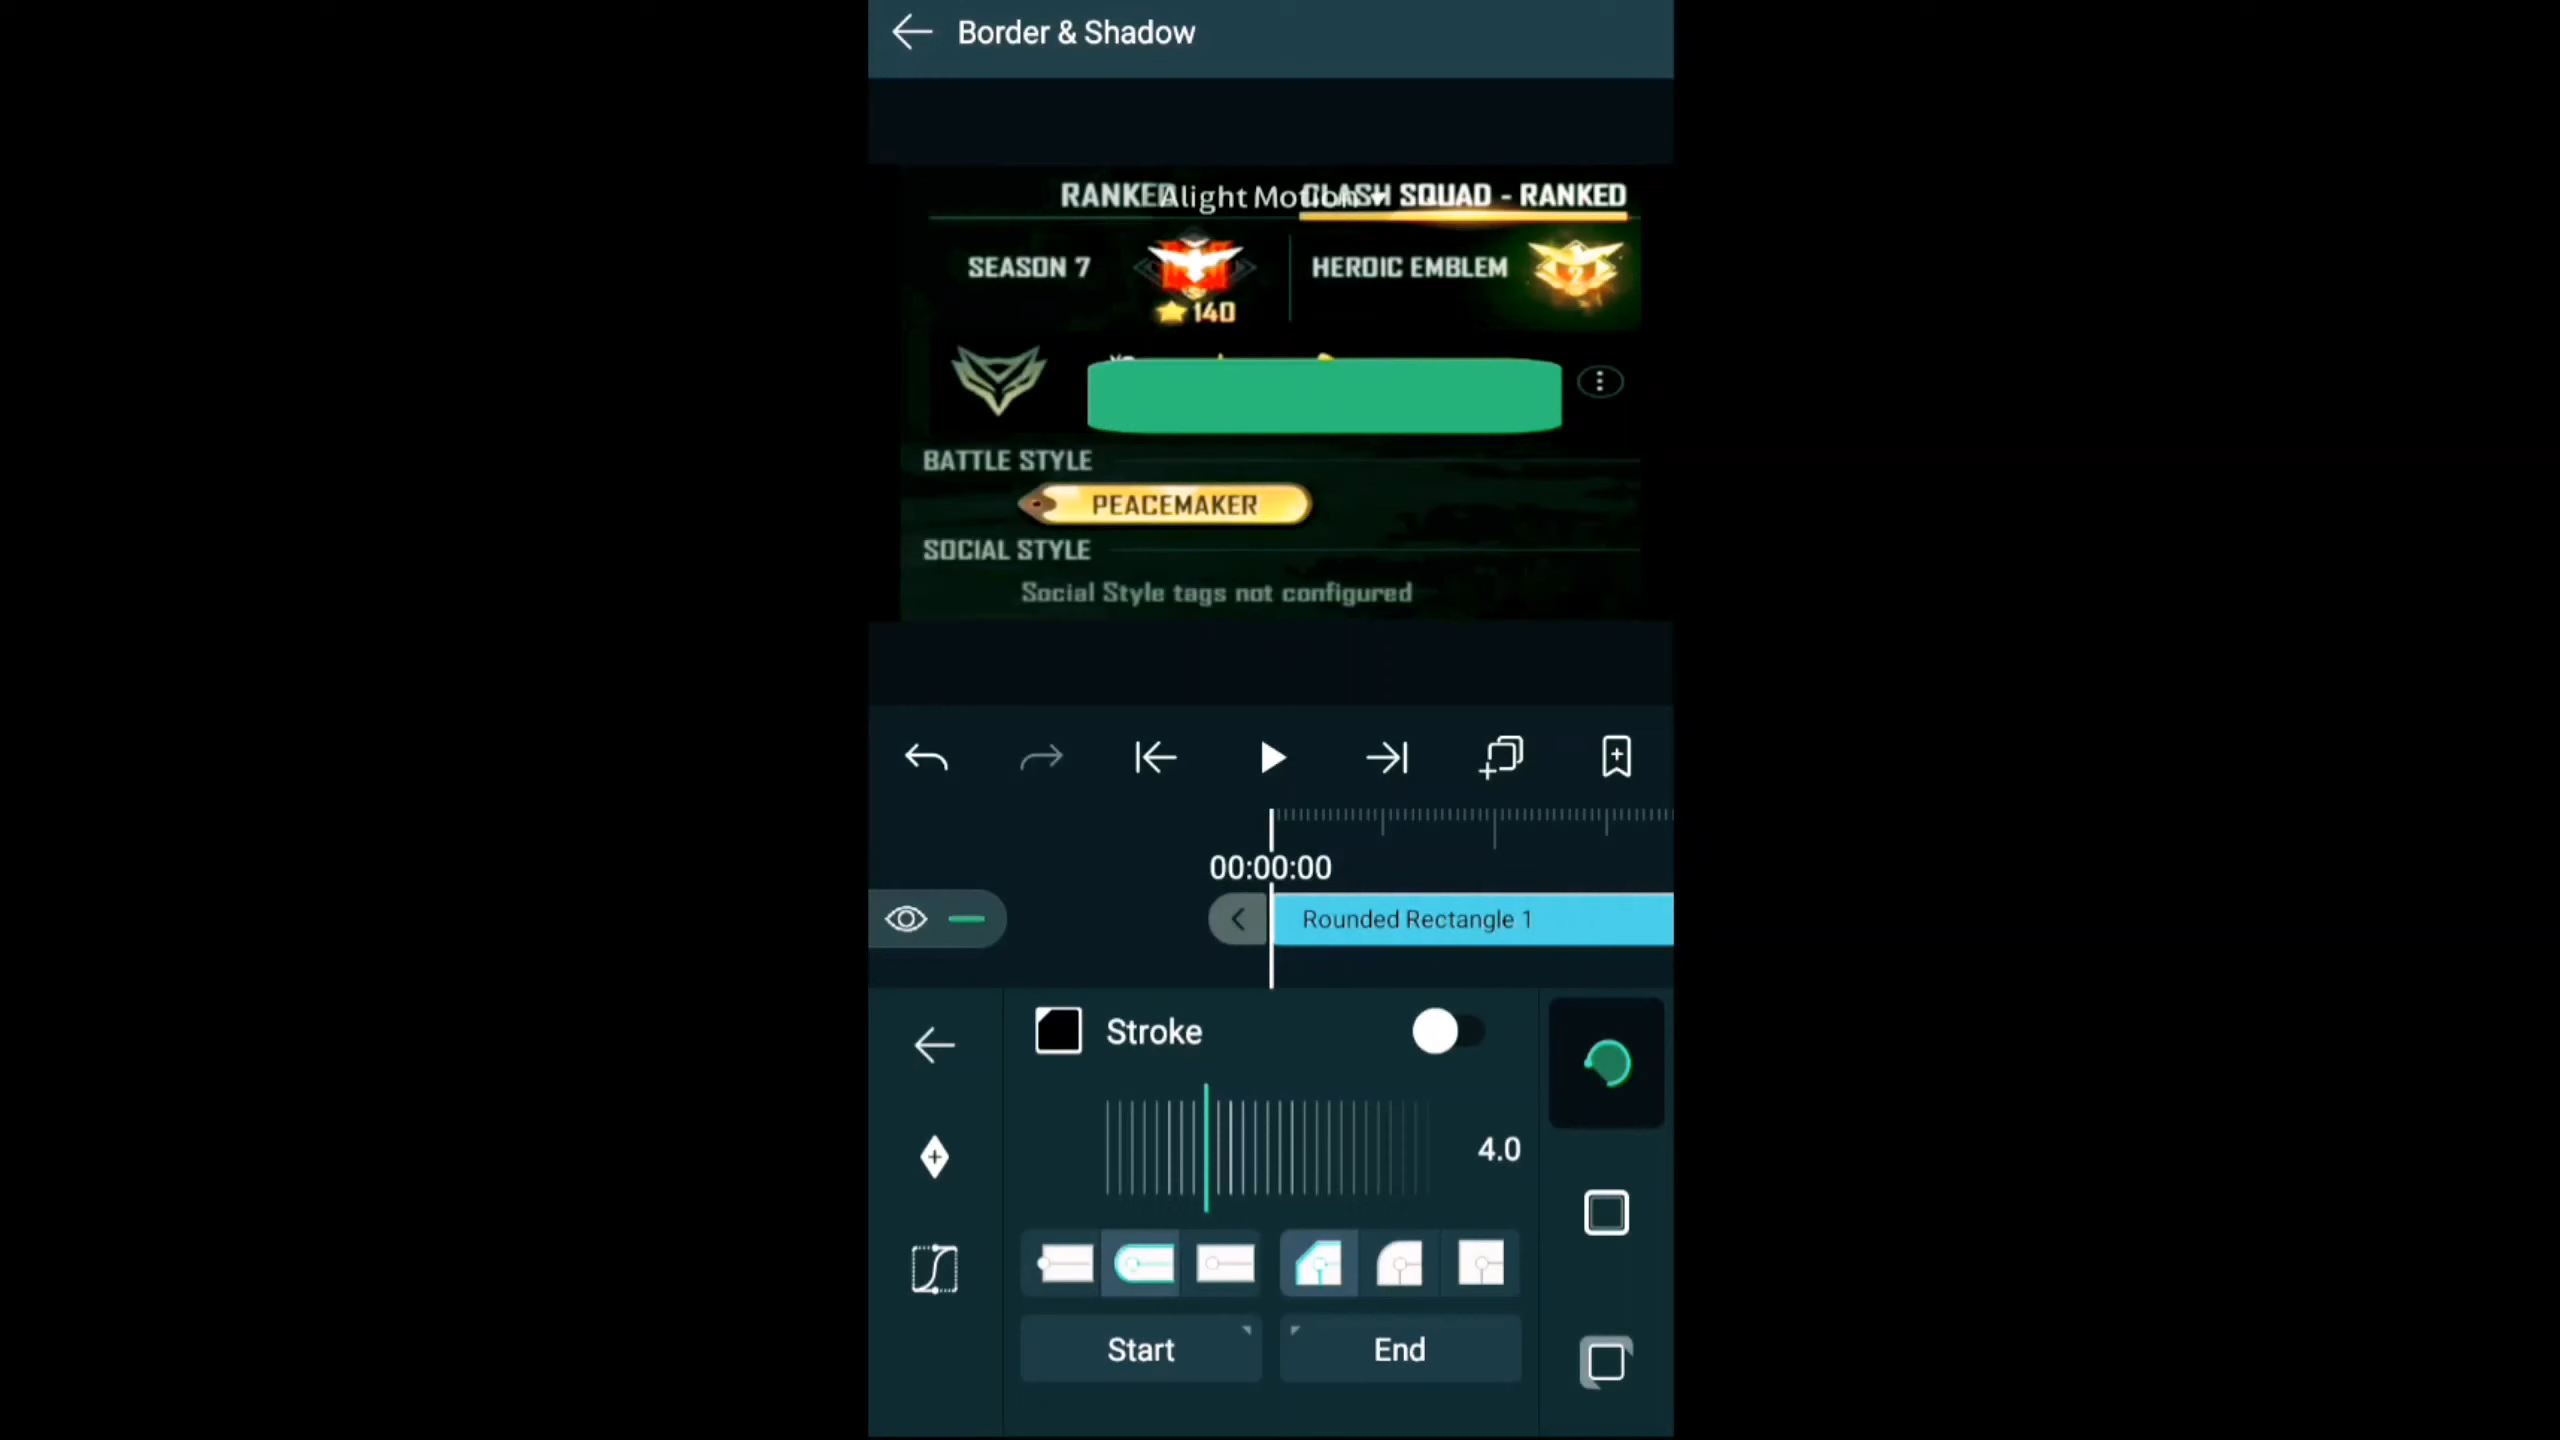 Border & Shadow
RANKED
Alight Motion
CLASH SQUAD - RANKED
SEASON 7
HEROIC EMBLEM
2
140
BATTLE STYLE
PEACEMAKER
SOCIAL STYLE
Social Style tags not configured
00:00:00
Rounded Rectangle 1
Stroke
4.0
Start
End